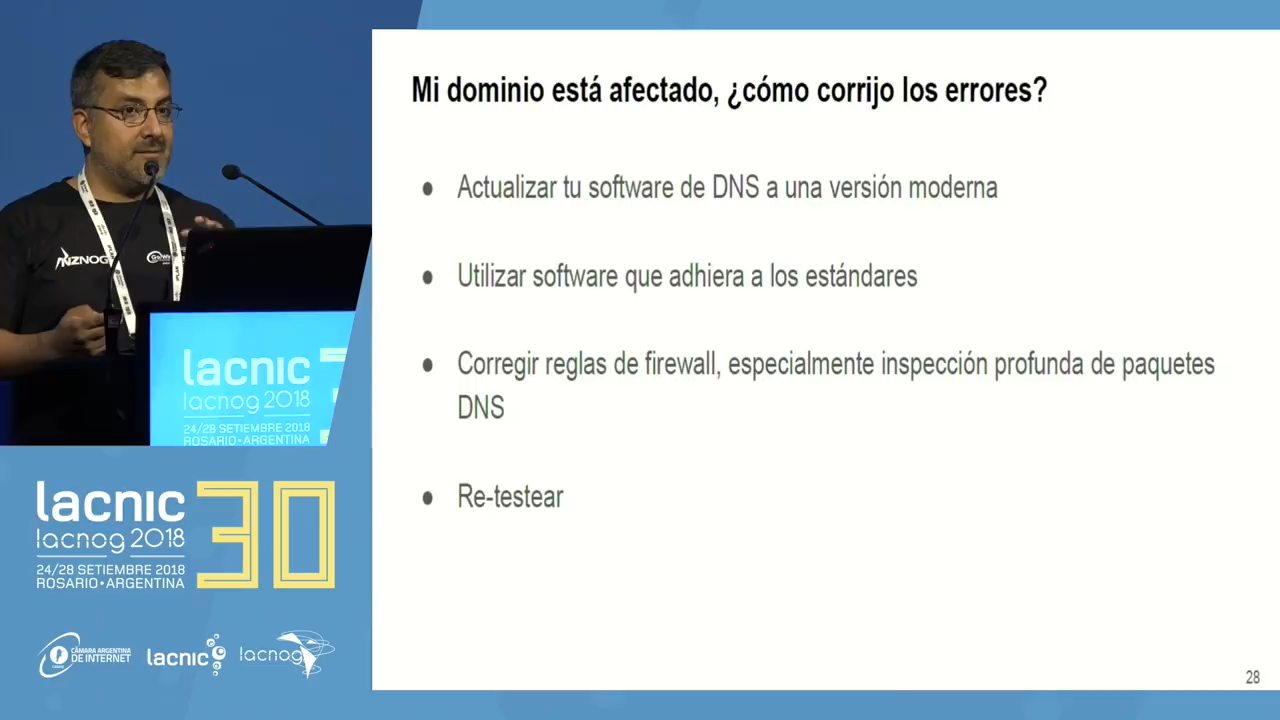 Mi dominio está afectado, ¿cómo corrijo los errores?
● Actualizar tu software de DNS a una versión moderna
● Utilizar software que adhiera a los estándares
● Corregir reglas de firewall, especialmente inspección profunda de paquetes
DNS
● Re-testear
28
NZNOG
lacnic
lacnog 2018
24/28 SETIEMBRE 2018
ROSARIO•ARGENTINA
lacnic 30
lacnog 2018
24/28 SETIEMBRE 2018
ROSARIO•ARGENTINA
CÁMARA ARGENTINA
DE INTERNET
lacnic
lacnog